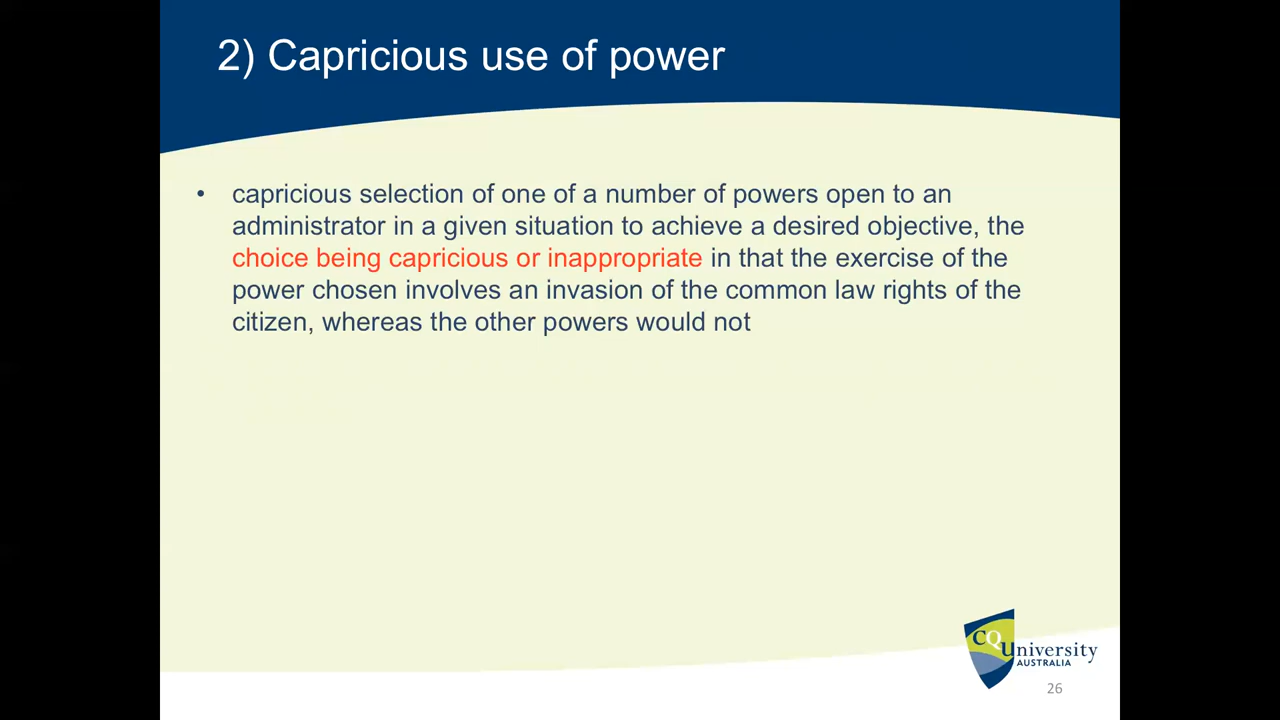 2) Capricious use of power
• capricious selection of one of a number of powers open to an
administrator in a given situation to achieve a desired objective, the
choice being capricious or inappropriate in that the exercise of the
power chosen involves an invasion of the common law rights of the
citizen, whereas the other powers would not
CQUniversity
AUSTRALIA
26